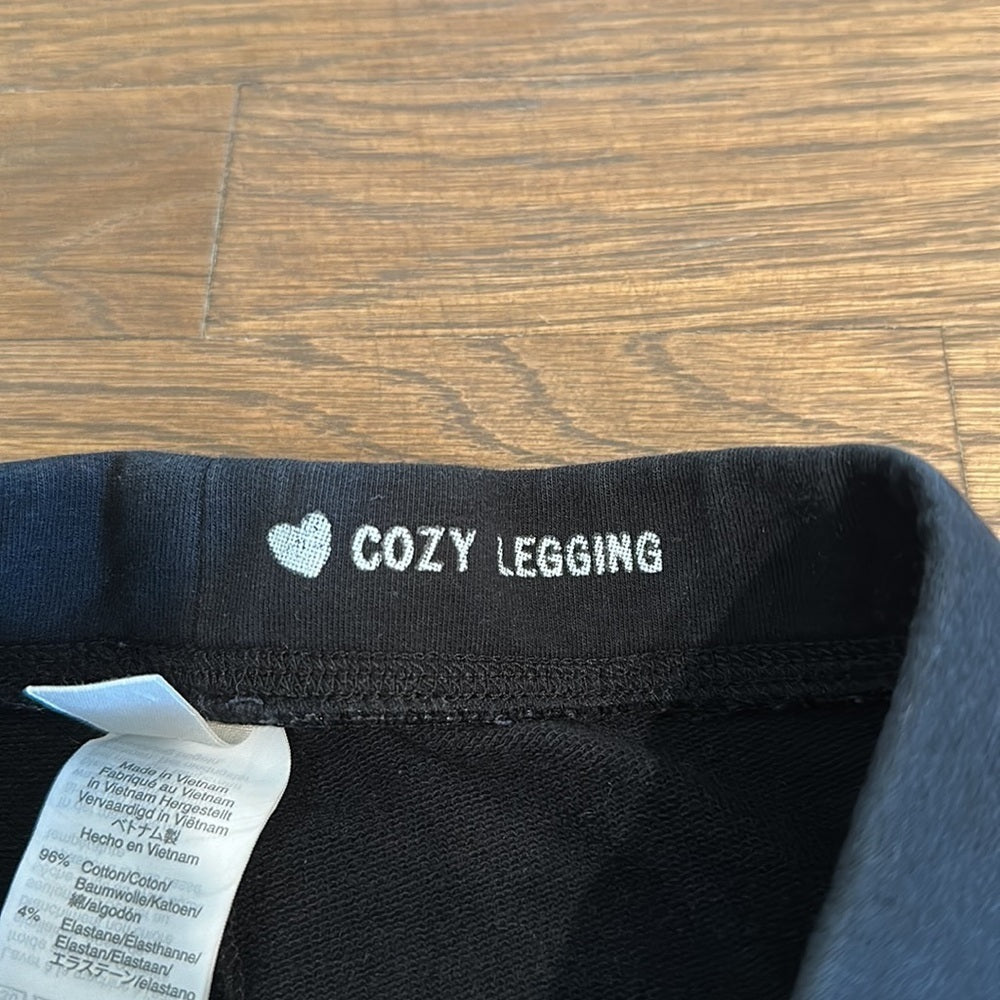 COZY LEGGING
Made in Vietnam
Fabriqué au Vietnam
in Vietnam Hergestellt
Vervaardigd in Viëtnam
ベトナム製
Hecho en Vietnam
96% Cotton/Coton/
Baumwolle/Katoen/
綿/algodón
4% Elastane/Elasthanne/
Elastan/Elastaan/
エラステーン/elastano